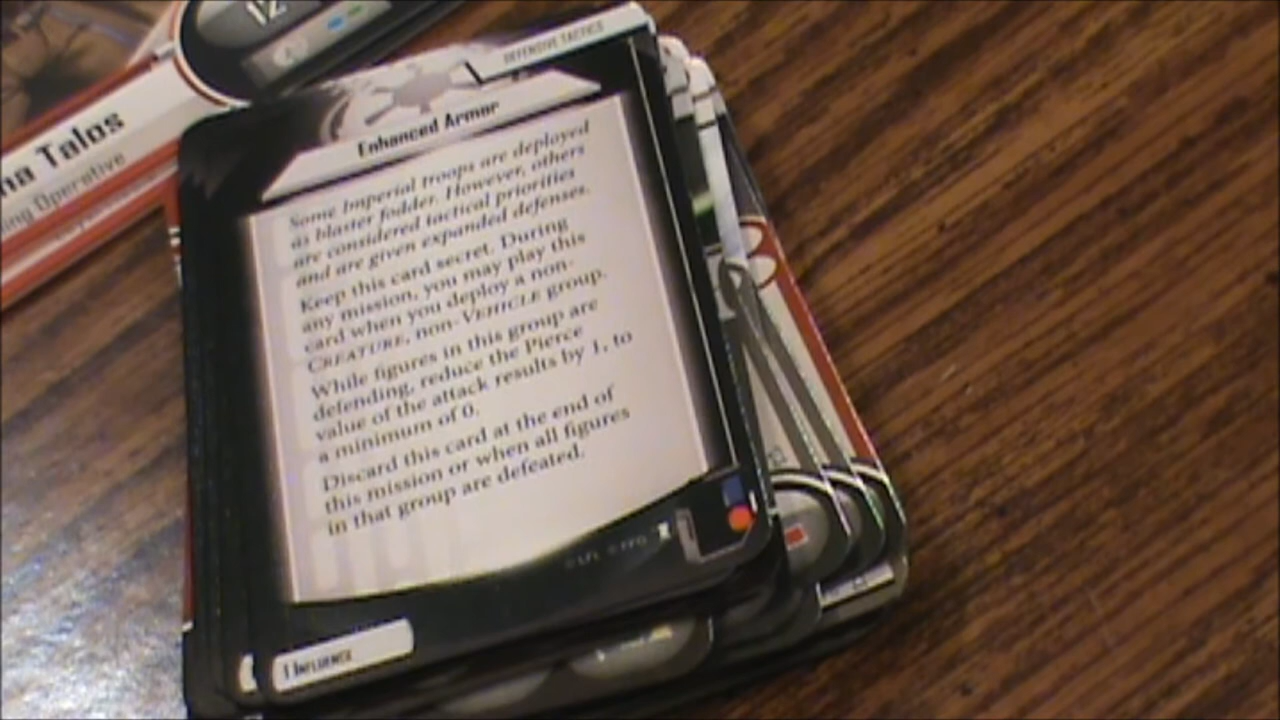 12
na Talos
ing Operative
DEFENSIVE TACTICS
Enhanced Armor
Some Imperial troops are deployed
as blaster fodder. However, others
are considered tactical priorities
and are given expanded defenses.
Keep this card secret. During
any mission, you may play this
card when you deploy a non-
CREATURE, non-VEHICLE group.
While figures in this group are
defending, reduce the Pierce
value of the attack results by 1, to
a minimum of 0.
Discard this card at the end of
this mission or when all figures
in that group are defeated.
©LFL ©FFG
1 INFLUENCE